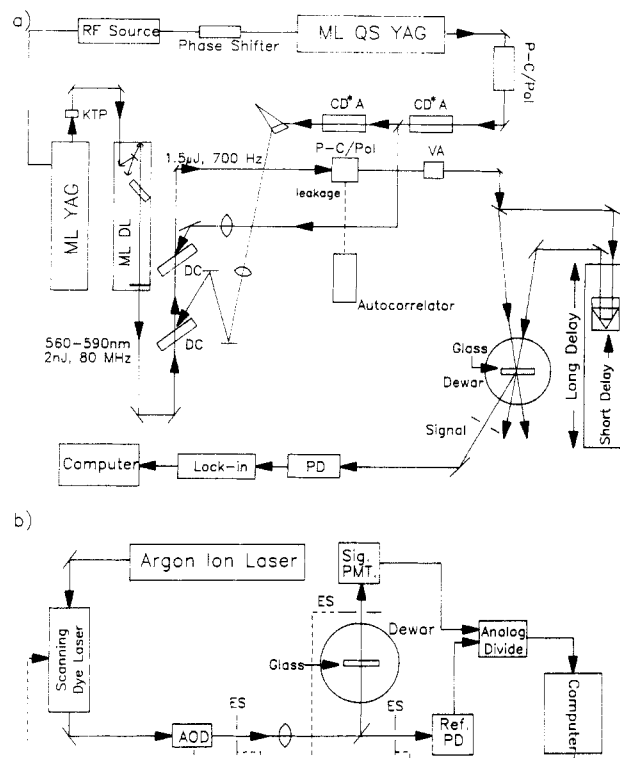 a)
RF Source
Phase Shifter
ML QS YAG
P-C/Pol
KTP
CD*A
CD*A
1.5µJ, 700 Hz
P-C/Pol
VA
leakage
ML YAG
ML DL
DC
DC
Autocorrelator
560-590nm
2nJ, 80 MHz
Glass
Dewar
Long Delay
Short Delay
Signal
Computer
Lock-in
PD
b)
Argon Ion Laser
Sig.
PMT.
ES
Dewar
Analog
Divide
Scanning
Dye Laser
Glass
Computer
ES
ES
AOD
Ref.
PD